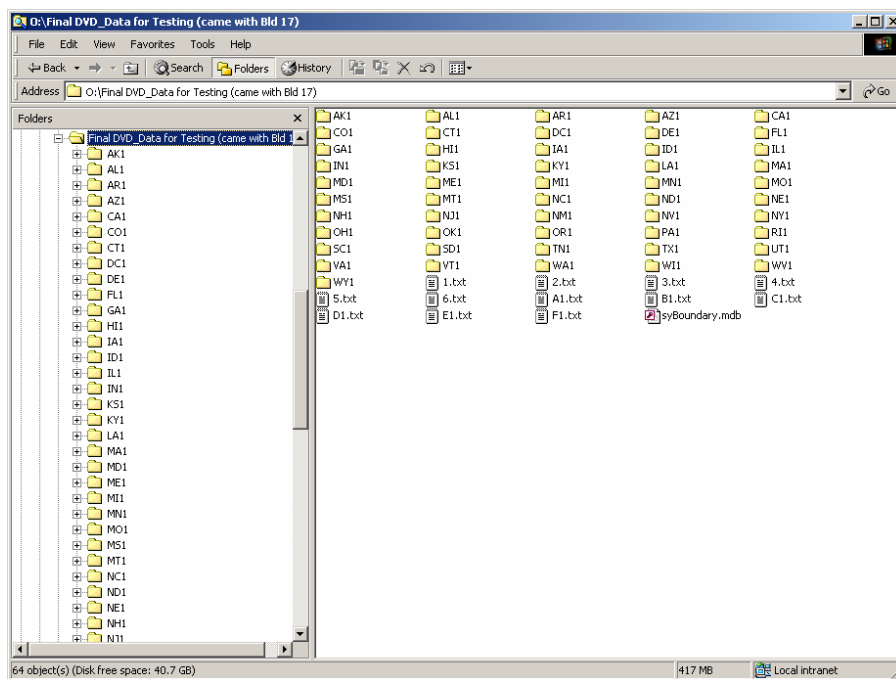 O:\Final DVD_Data for Testing (came with Bld 17)
File Edit View Favorites Tools Help
Back Search Folders History
Address O:\Final DVD_Data for Testing (came with Bld 17) Go
Folders
Final DVD_Data for Testing (came with Bld 1
AK1
AL1
AR1
AZ1
CA1
CO1
CT1
DC1
DE1
FL1
GA1
HI1
IA1
ID1
IL1
IN1
KS1
KY1
LA1
MA1
MD1
ME1
MI1
MN1
MO1
MS1
MT1
NC1
ND1
NE1
NH1
NJ1
AK1 AL1 AR1 AZ1 CA1
CO1 CT1 DC1 DE1 FL1
GA1 HI1 IA1 ID1 IL1
IN1 KS1 KY1 LA1 MA1
MD1 ME1 MI1 MN1 MO1
MS1 MT1 NC1 ND1 NE1
NH1 NJ1 NM1 NV1 NY1
OH1 OK1 OR1 PA1 RI1
SC1 SD1 TN1 TX1 UT1
VA1 VT1 WA1 WI1 WV1
WY1 1.txt 2.txt 3.txt 4.txt
5.txt 6.txt A1.txt B1.txt C1.txt
D1.txt E1.txt F1.txt syBoundary.mdb
64 object(s) (Disk free space: 40.7 GB) 417 MB Local intranet